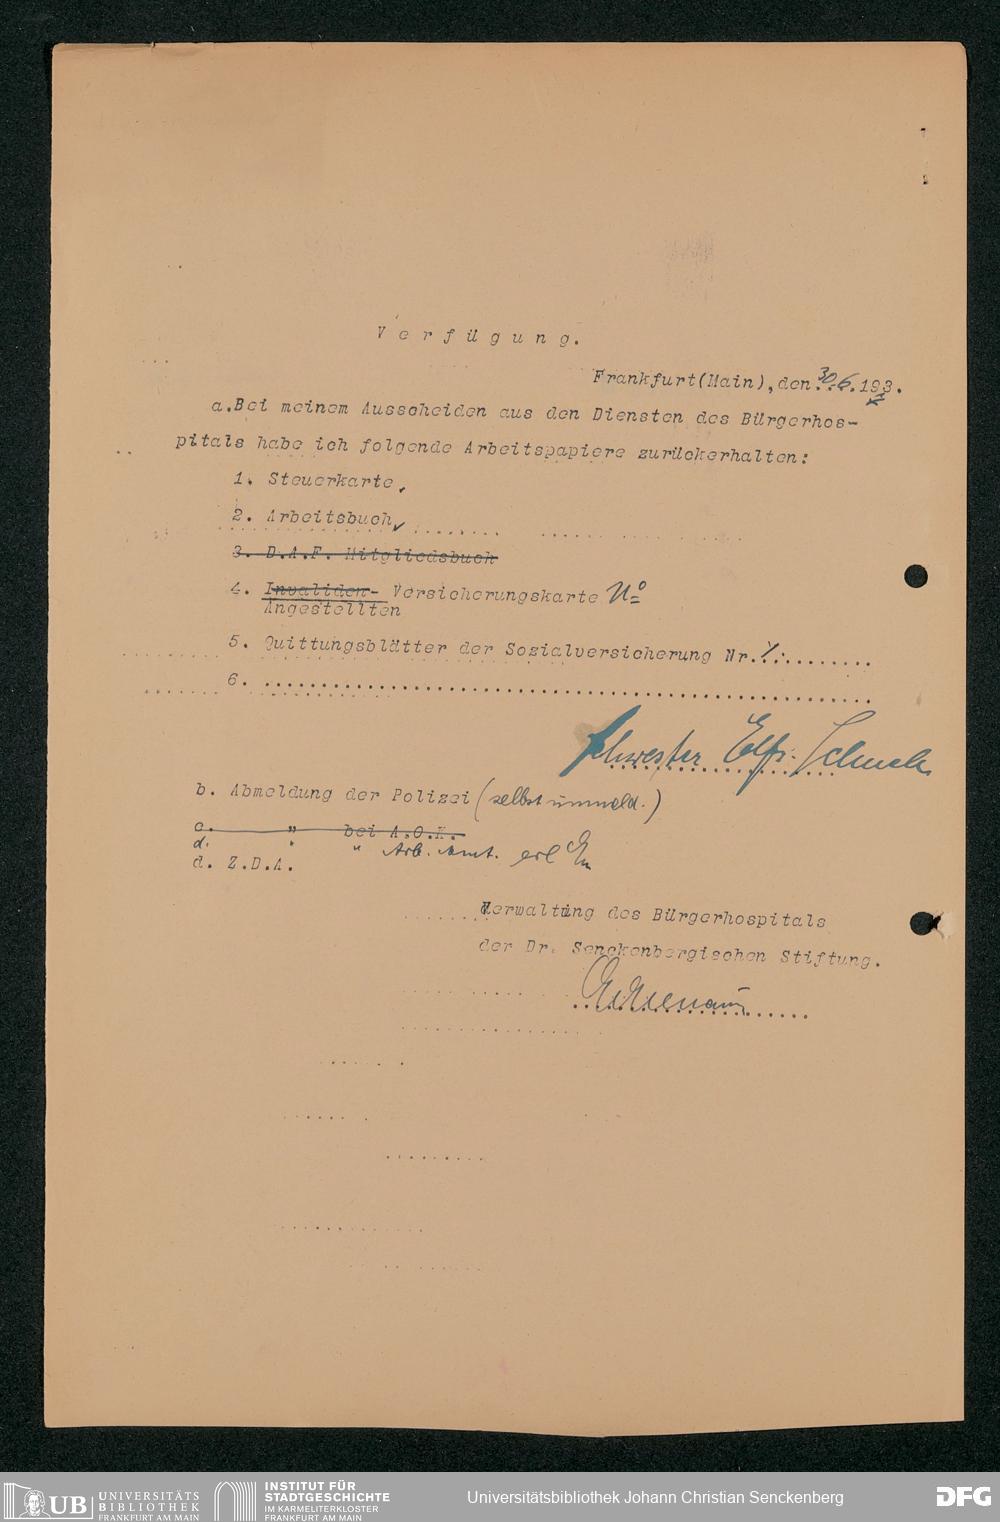 Verfügung.
Frankfurt(Main),den 30.6.193.
a.Bei meinem Ausscheiden aus den Diensten des Bürgerhos-
pitals habe ich folgende Arbeitspapiere zurückerhalten:
1. Steuerkarte
2. Arbeitsbuch
3. D.A.F. Mitgliedsbuch
4. Invaliden- Versicherungskarte No
Angestellten
5. Quittungsblätter der Sozialversicherung Nr.
6.
Schwester
b. Abmeldung der Polizei (selbst ummeld.)
c. " bei A.O.K.
d. " " Arb. Amt. erl
d. Z.D.A.
Verwaltung des Bürgerhospitals
der Dr. Senckenbergischen Stiftung.
UB UNIVERSITÄTS BIBLIOTHEK FRANKFURT AM MAIN
INSTITUT FÜR STADTGESCHICHTE IM KARMELITERKLOSTER FRANKFURT AM MAIN
Universitätsbibliothek Johann Christian Senckenberg
DFG